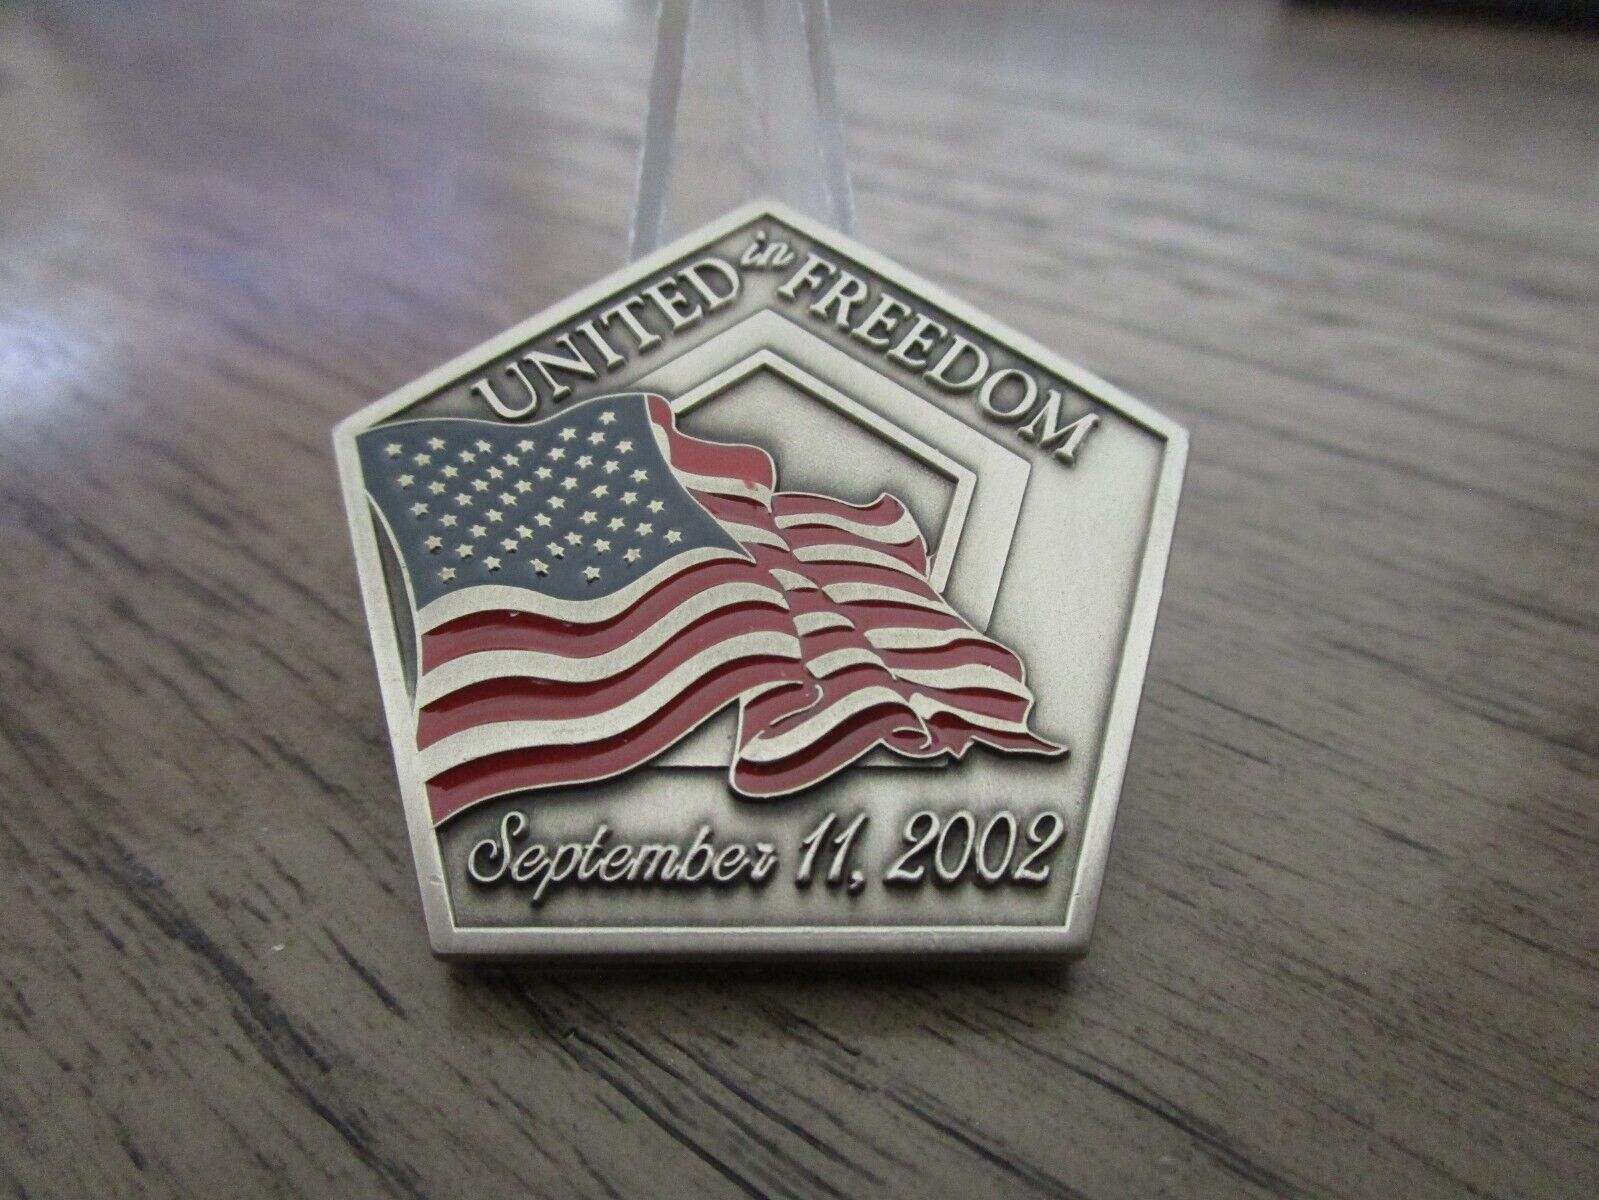 UNITED in FREEDOM
September 11, 2002